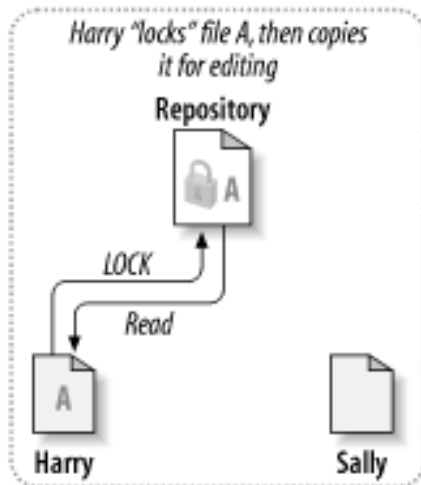 Harry “locks” file A, then copies
it for editing
Repository
A
LOCK
Read
A
Harry
Sally